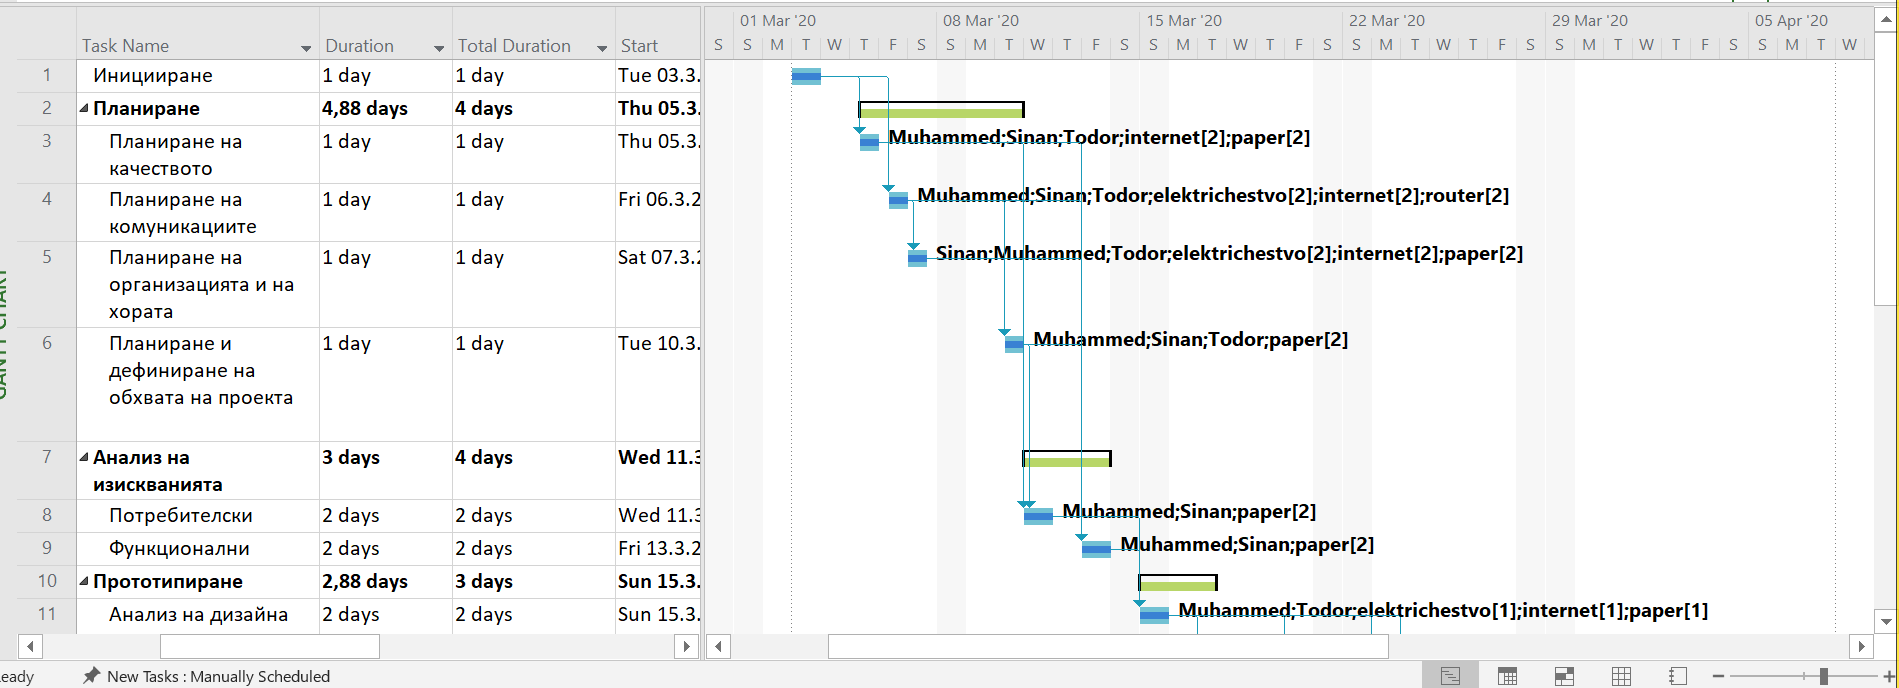 01 Mar '20 08 Mar '20 15 Mar '20 22 Mar '20 29 Mar '20 05 Apr '20
Task Name Duration Total Duration Start S S M T W T F S S M T W T F S S M T W T F S S M T W T F S S M T W T F S S M T W
1 Иницииране 1 day 1 day Tue 03.3.
2 Планиране 4,88 days 4 days Thu 05.3.
3 Планиране на 1 day 1 day Thu 05.3. Muhammed;Sinan;Todor;internet[2];paper[2]
качеството
4 Планиране на 1 day 1 day Fri 06.3.2 Muhammed;Sinan;Todor;elektrichestvo[2];internet[2];router[2]
комуникациите
5 Планиране на 1 day 1 day Sat 07.3.2 Sinan;Muhammed;Todor;elektrichestvo[2];internet[2];paper[2]
организацията и на
хората
6 Планиране и 1 day 1 day Tue 10.3. Muhammed;Sinan;Todor;paper[2]
дефиниране на
обхвата на проекта
GANTT CHART
7 Анализ на 3 days 4 days Wed 11.3
изискванията
8 Потребителски 2 days 2 days Wed 11.3 Muhammed;Sinan;paper[2]
9 Функционални 2 days 2 days Fri 13.3.2 Muhammed;Sinan;paper[2]
10 Прототипиране 2,88 days 3 days Sun 15.3.
11 Анализ на дизайна 2 days 2 days Sun 15.3. Muhammed;Todor;elektrichestvo[1];internet[1];paper[1]
eady New Tasks : Manually Scheduled